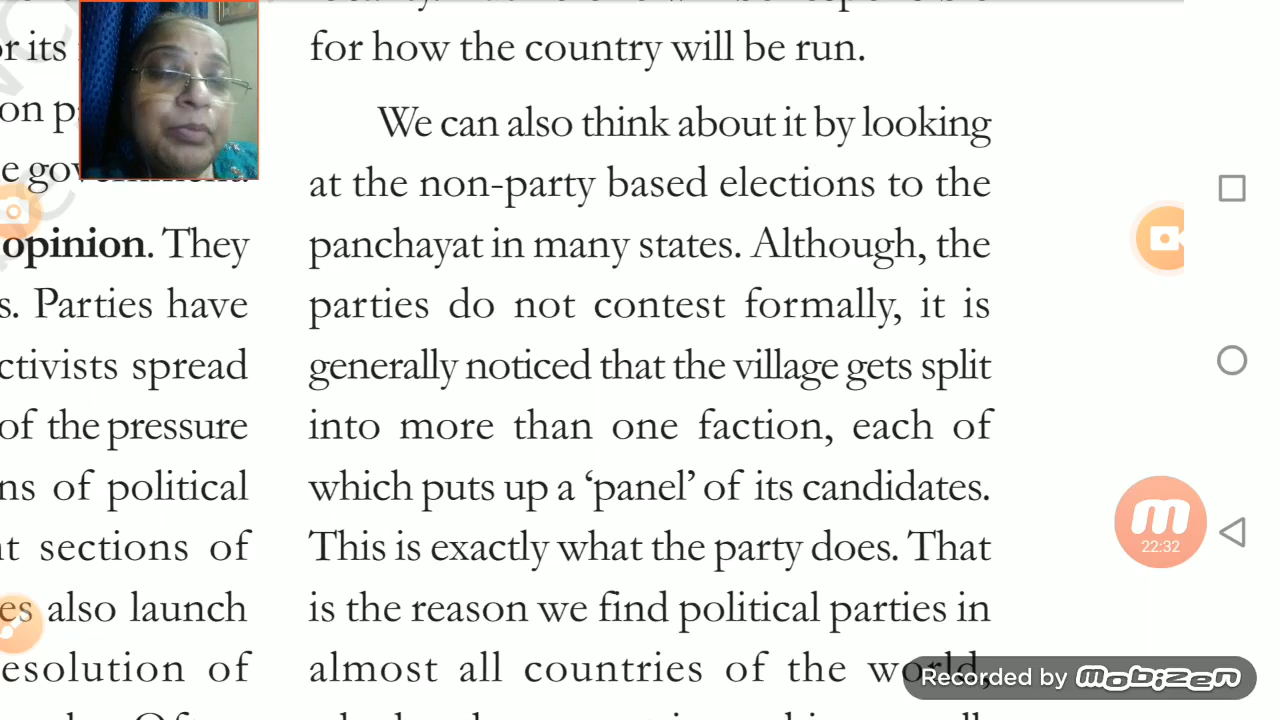 or its
on p
e government.
opinion. They
s. Parties have
ctivists spread
of the pressure
ns of political
nt sections of
es also launch
esolution of
for how the country will be run.
We can also think about it by looking
at the non-party based elections to the
panchayat in many states. Although, the
parties do not contest formally, it is
generally noticed that the village gets split
into more than one faction, each of
which puts up a ‘panel’ of its candidates.
This is exactly what the party does. That
is the reason we find political parties in
almost all countries of the world,
22:32
Recorded by mobizen